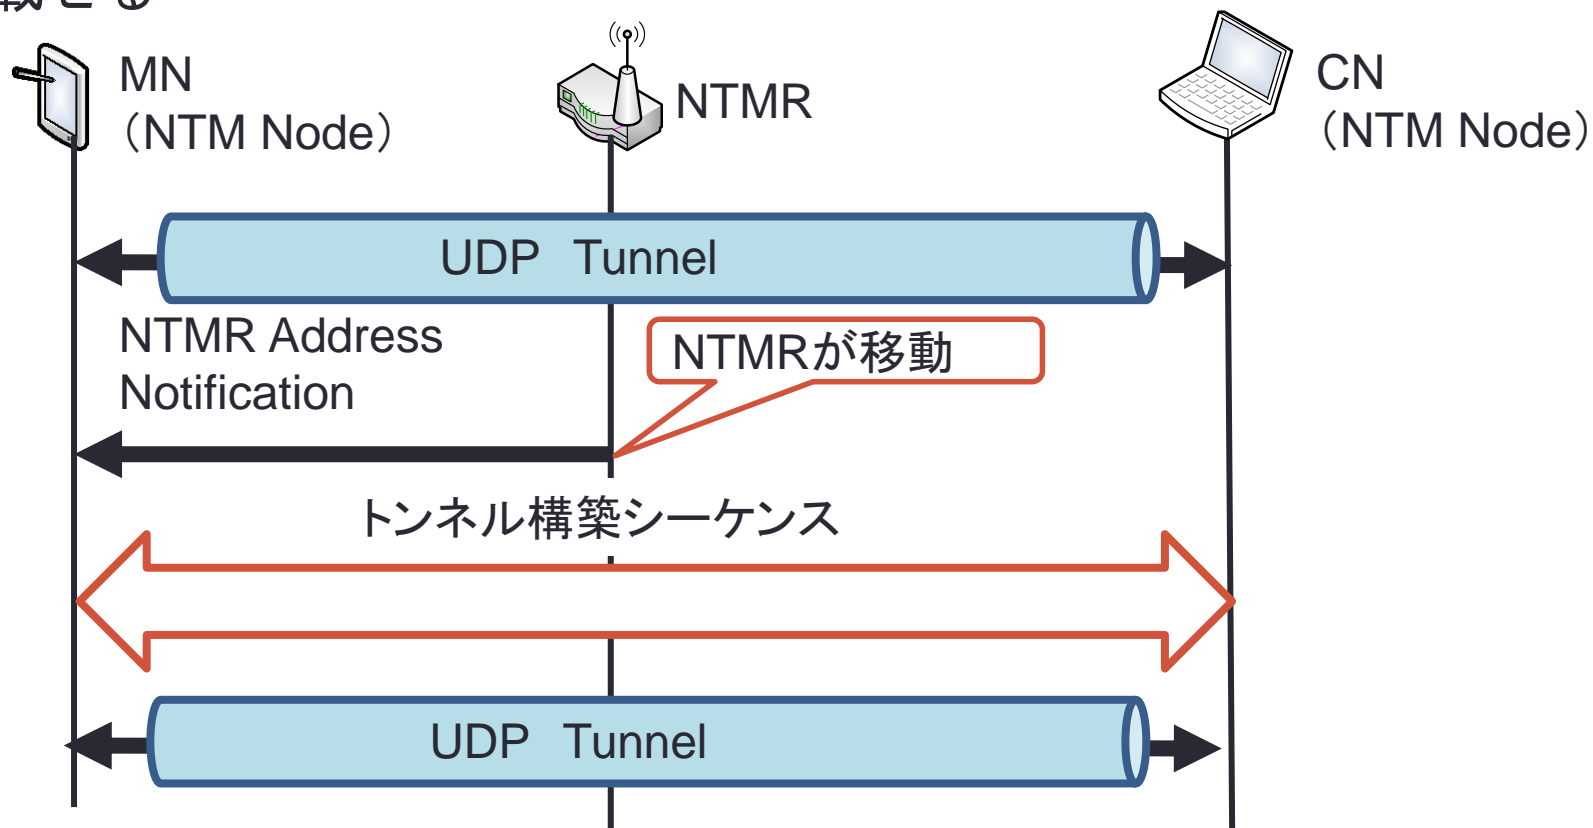 MN
（NTM Node）
NTMR
CN
（NTM Node）
UDP　Tunnel
NTMR Address
Notification
NTMRが移動
トンネル構築シーケンス
UDP　Tunnel